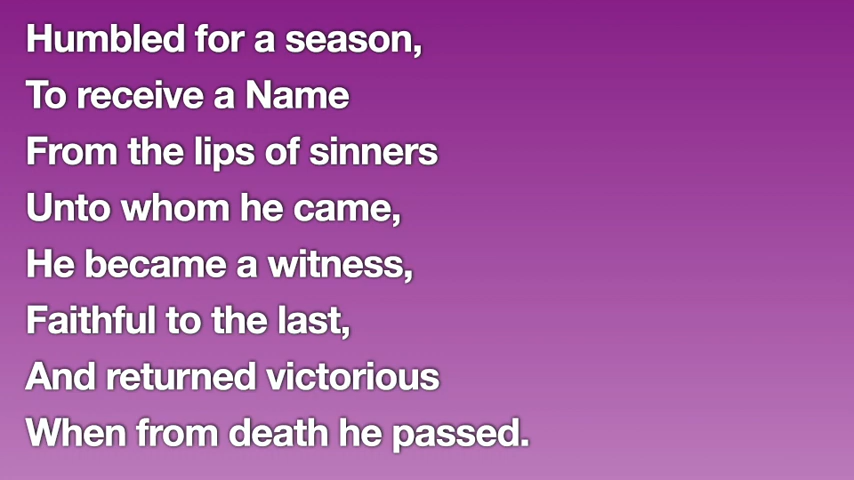 Humbled for a season,
To receive a Name
From the lips of sinners
Unto whom he came,
He became a witness,
Faithful to the last,
And returned victorious
When from death he passed.